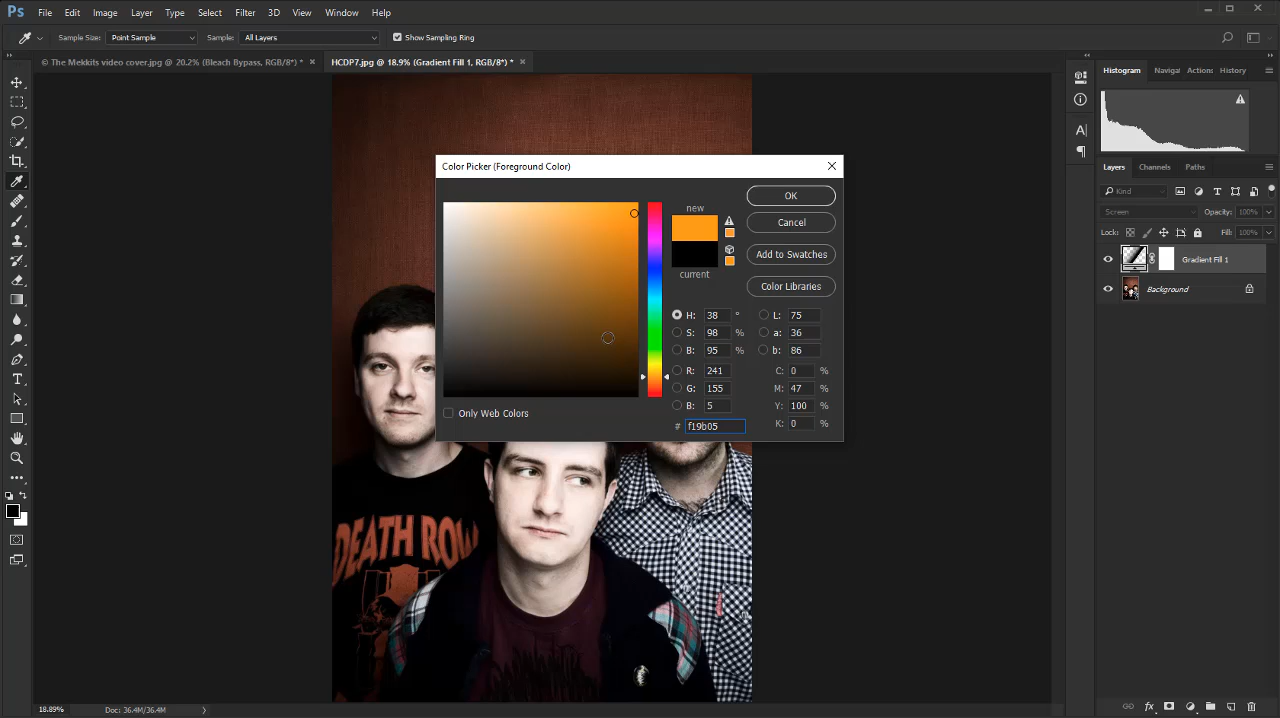 Ps File Edit Image Layer Type Select Filter 3D View Window Help
Sample Size: Point Sample Sample: All Layers Show Sampling Ring
© The Mekkits video cover.jpg @ 20.2% (Bleach Bypass, RGB/8*) * × HCDP7.jpg @ 18.9% (Gradient Fill 1, RGB/8*) * ×
Histogram Navigat Actions History
Color Picker (Foreground Color)
new
current
OK
Cancel
Add to Swatches
Color Libraries
H: 38 ° L: 75
S: 98 % a: 36
B: 95 % b: 86
R: 241 C: 0 %
G: 155 M: 47 %
B: 5 Y: 100 %
# f19b05 K: 0 %
Only Web Colors
Layers Channels Paths
Kind
Screen Opacity: 100%
Lock: Fill: 100%
Gradient Fill 1
Background
DEATH ROW
18.89% Doc: 36.4M/36.4M